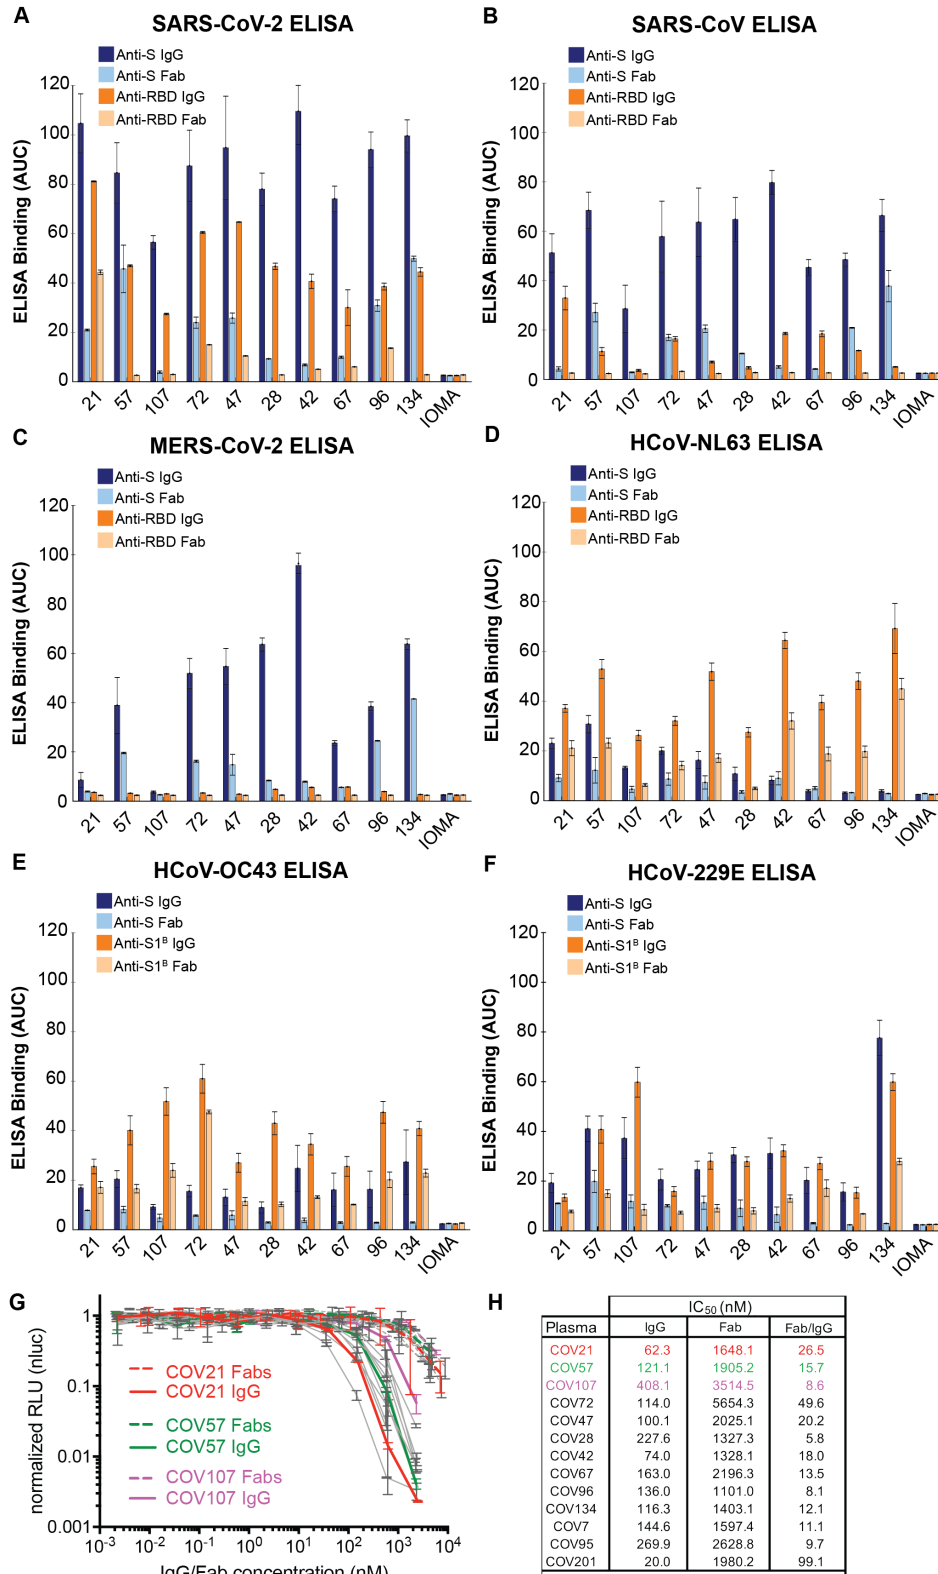 A
SARS-CoV-2 ELISA
Anti-S IgG
Anti-S Fab
Anti-RBD IgG
Anti-RBD Fab
ELISA Binding (AUC)
120
100
80
60
40
20
0
21 57 107 72 47 28 42 67 96 134 IOMA
B
SARS-CoV ELISA
Anti-S IgG
Anti-S Fab
Anti-RBD IgG
Anti-RBD Fab
ELISA Binding (AUC)
120
100
80
60
40
20
0
21 57 107 72 47 28 42 67 96 134 IOMA
C
MERS-CoV-2 ELISA
Anti-S IgG
Anti-S Fab
Anti-RBD IgG
Anti-RBD Fab
ELISA Binding (AUC)
120
100
80
60
40
20
0
21 57 107 72 47 28 42 67 96 134 IOMA
D
HCoV-NL63 ELISA
Anti-S IgG
Anti-S Fab
Anti-RBD IgG
Anti-RBD Fab
ELISA Binding (AUC)
120
100
80
60
40
20
0
21 57 107 72 47 28 42 67 96 134 IOMA
E
HCoV-OC43 ELISA
Anti-S IgG
Anti-S Fab
Anti-S1ᴮ IgG
Anti-S1ᴮ Fab
ELISA Binding (AUC)
120
100
80
60
40
20
0
21 57 107 72 47 28 42 67 96 134 IOMA
F
HCoV-229E ELISA
Anti-S IgG
Anti-S Fab
Anti-S1ᴮ IgG
Anti-S1ᴮ Fab
ELISA Binding (AUC)
120
100
80
60
40
20
0
21 57 107 72 47 28 42 67 96 134 IOMA
G
normalized RLU (nluc)
1
0.1
0.01
0.001
COV21 Fabs
COV21 IgG
COV57 Fabs
COV57 IgG
COV107 Fabs
COV107 IgG
10⁻³ 10⁻² 10⁻¹ 10⁰ 10¹ 10² 10³ 10⁴
IgG/Fab concentration (nM)
H
IC₅₀ (nM)
Plasma IgG Fab Fab/IgG
COV21 62.3 1648.1 26.5
COV57 121.1 1905.2 15.7
COV107 408.1 3514.5 8.6
COV72 114.0 5654.3 49.6
COV47 100.1 2025.1 20.2
COV28 227.6 1327.3 5.8
COV42 74.0 1328.1 18.0
COV67 163.0 2196.3 13.5
COV96 136.0 1101.0 8.1
COV134 116.3 1403.1 12.1
COV7 144.6 1597.4 11.1
COV95 269.9 2628.8 9.7
COV201 20.0 1980.2 99.1